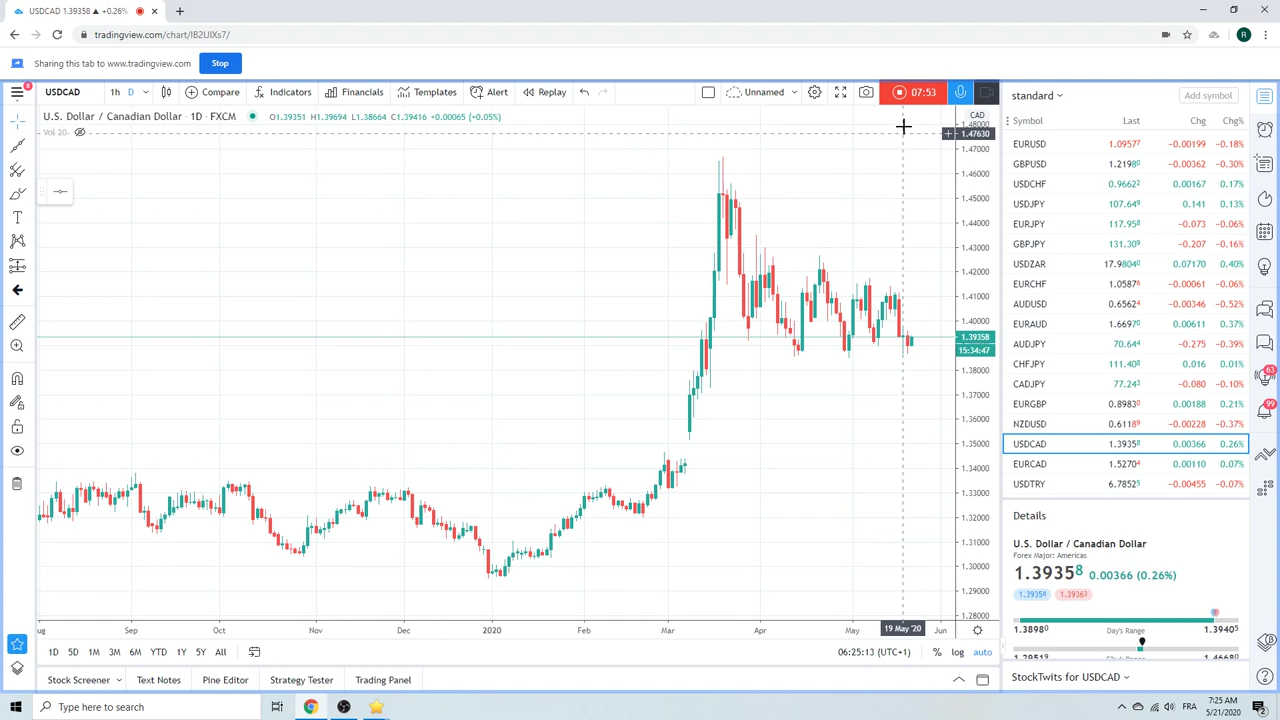 USDCAD 1.39358 ▲ +0.26%
tradingview.com/chart/IB2UlXs7/
R
Sharing this tab to www.tradingview.com Stop
USDCAD 1h D Compare Indicators Financials Templates Alert Replay Unnamed 07:53
standard Add symbol
U.S. Dollar / Canadian Dollar · 1D · FXCM O1.39351 H1.39694 L1.38664 C1.39416 +0.00065 (+0.05%)
Vol 20
CAD
1.48000
1.47630
1.47000
1.46000
1.45000
1.44000
1.43000
1.42000
1.41000
1.40000
1.39358
15:34:47
1.38000
1.37000
1.36000
1.35000
1.34000
1.33000
1.32000
1.31000
1.30000
1.29000
1.28000
Symbol Last Chg Chg%
EURUSD 1.09577 −0.00199 −0.18%
GBPUSD 1.21980 −0.00362 −0.30%
USDCHF 0.96622 0.00167 0.17%
USDJPY 107.649 0.141 0.13%
EURJPY 117.958 −0.073 −0.06%
GBPJPY 131.309 −0.207 −0.16%
USDZAR 17.98040 0.07170 0.40%
EURCHF 1.05876 −0.00061 −0.06%
AUDUSD 0.65624 −0.00346 −0.52%
EURAUD 1.66970 0.00611 0.37%
AUDJPY 70.644 −0.275 −0.39%
CHFJPY 111.408 0.016 0.01%
CADJPY 77.243 −0.080 −0.10%
EURGBP 0.89830 0.00188 0.21%
NZDUSD 0.61189 −0.00228 −0.37%
USDCAD 1.39358 0.00366 0.26%
EURCAD 1.52704 0.00110 0.07%
USDTRY 6.78525 −0.00455 −0.07%
63
99
Details
U.S. Dollar / Canadian Dollar
Forex Major: Americas
1.39358 0.00366 (0.26%)
1.39358 1.39363
1.38980 Day's Range 1.39405
StockTwits for USDCAD
ug Sep Oct Nov Dec 2020 Feb Mar Apr May 19 May '20 Jun
1D 5D 1M 3M 6M YTD 1Y 5Y All 06:25:13 (UTC+1) % log auto
Stock Screener Text Notes Pine Editor Strategy Tester Trading Panel
Type here to search
FRA
7:25 AM
5/21/2020
2